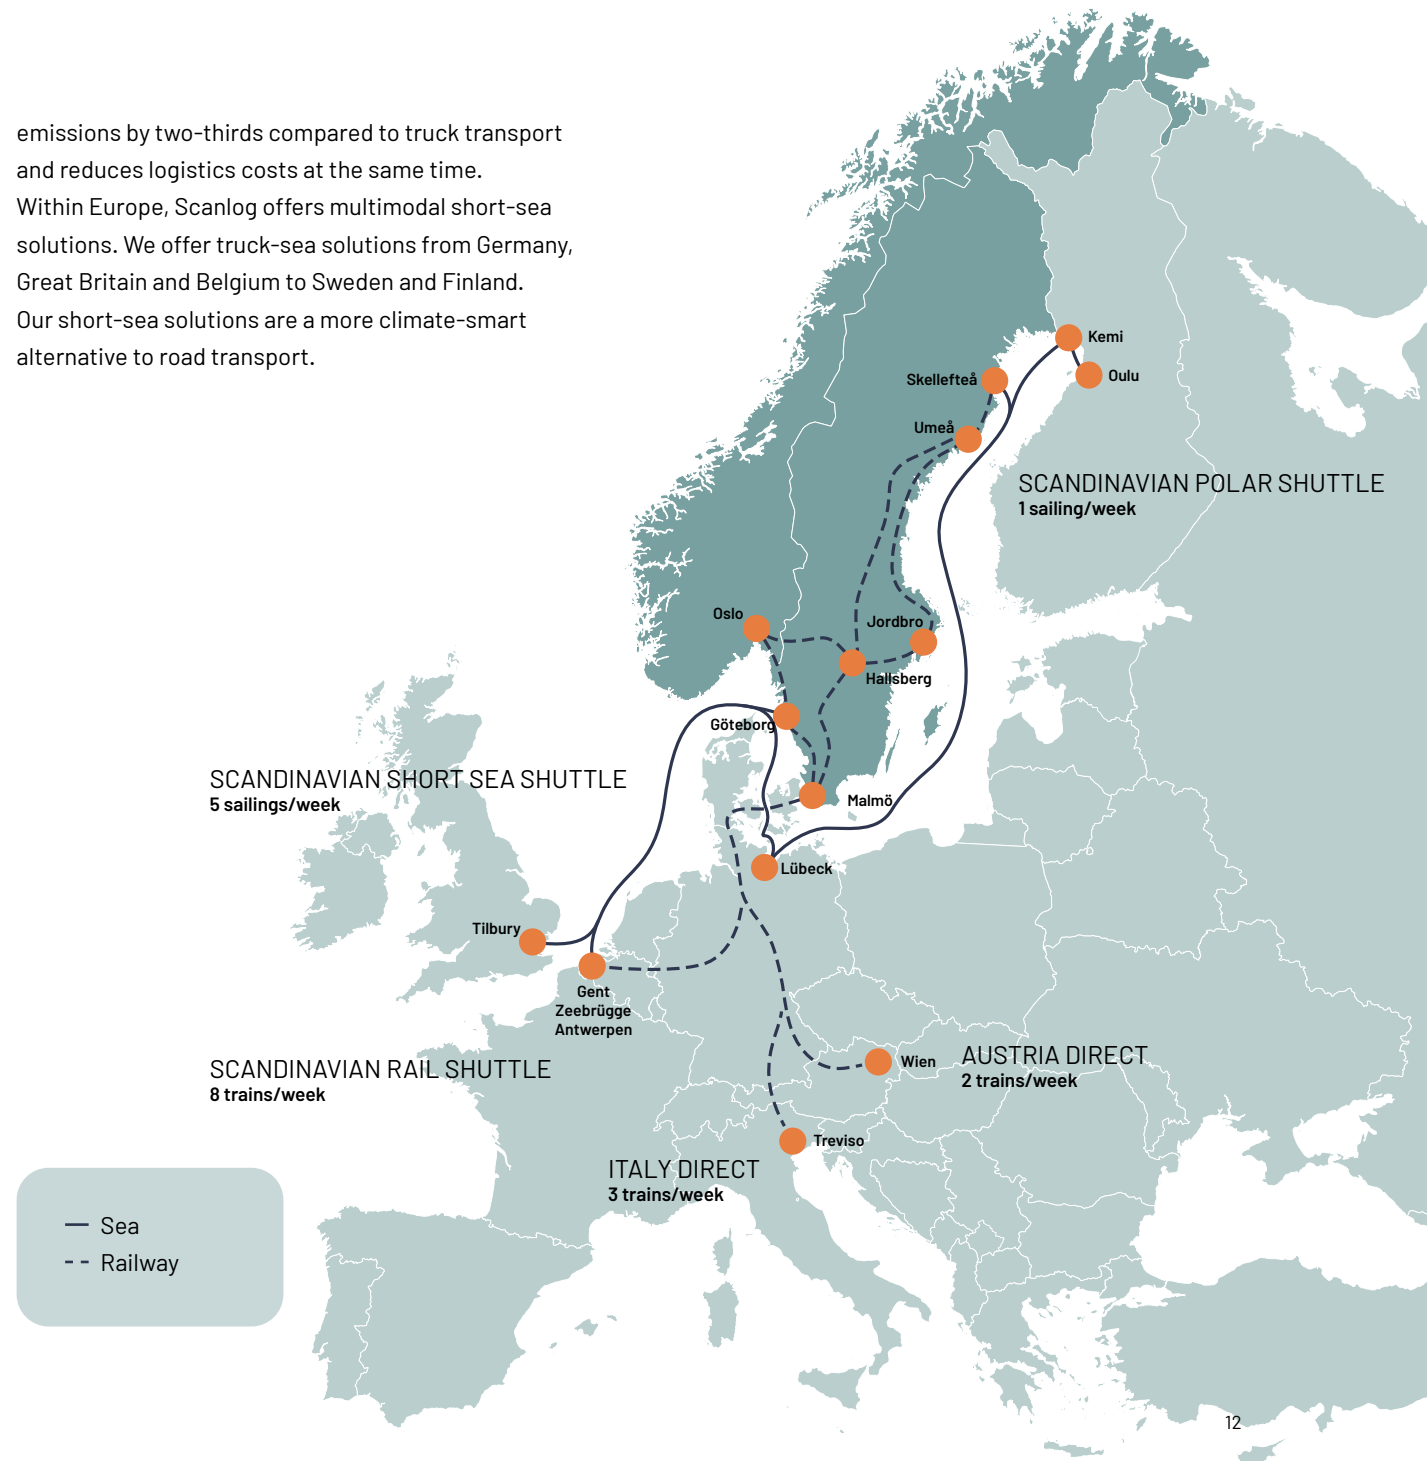 emissions by two-thirds compared to truck transport
and reduces logistics costs at the same time.
Within Europe, Scanlog offers multimodal short-sea
solutions. We offer truck-sea solutions from Germany,
Great Britain and Belgium to Sweden and Finland.
Our short-sea solutions are a more climate-smart
alternative to road transport.
Kemi
Oulu
Skellefteå
Umeå
SCANDINAVIAN POLAR SHUTTLE
1 sailing/week
Oslo
Jordbro
Hallsberg
Göteborg
SCANDINAVIAN SHORT SEA SHUTTLE
5 sailings/week
Malmö
Lübeck
Tilbury
Gent
Zeebrügge
Antwerpen
SCANDINAVIAN RAIL SHUTTLE
8 trains/week
Wien
AUSTRIA DIRECT
2 trains/week
Treviso
ITALY DIRECT
3 trains/week
Sea
Railway
12